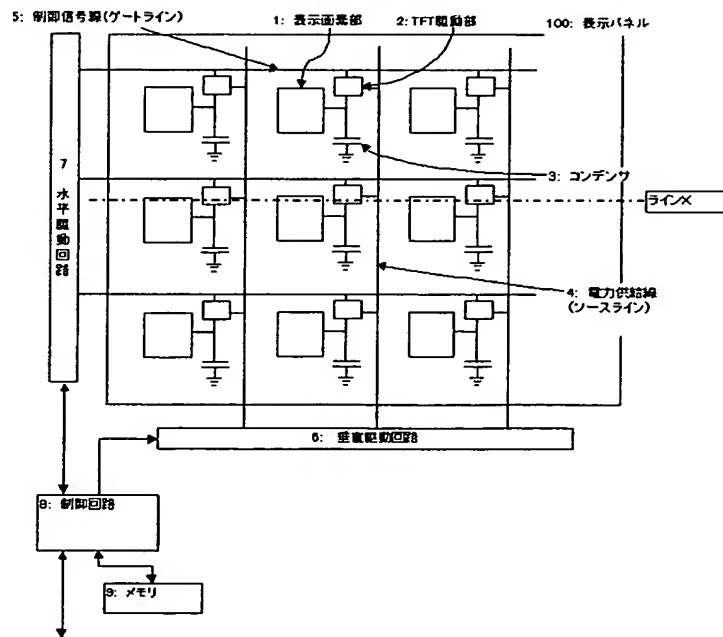 5: 制御信号線(ゲートライン)
1: 表示画素部
2: TFT駆動部
100: 表示パネル
3: コンデンサ
7
水平駆動回路
ラインX
4:電力供給線
(ソースライン)
6: 垂直駆動回路
8: 制御回路
9: メモリ